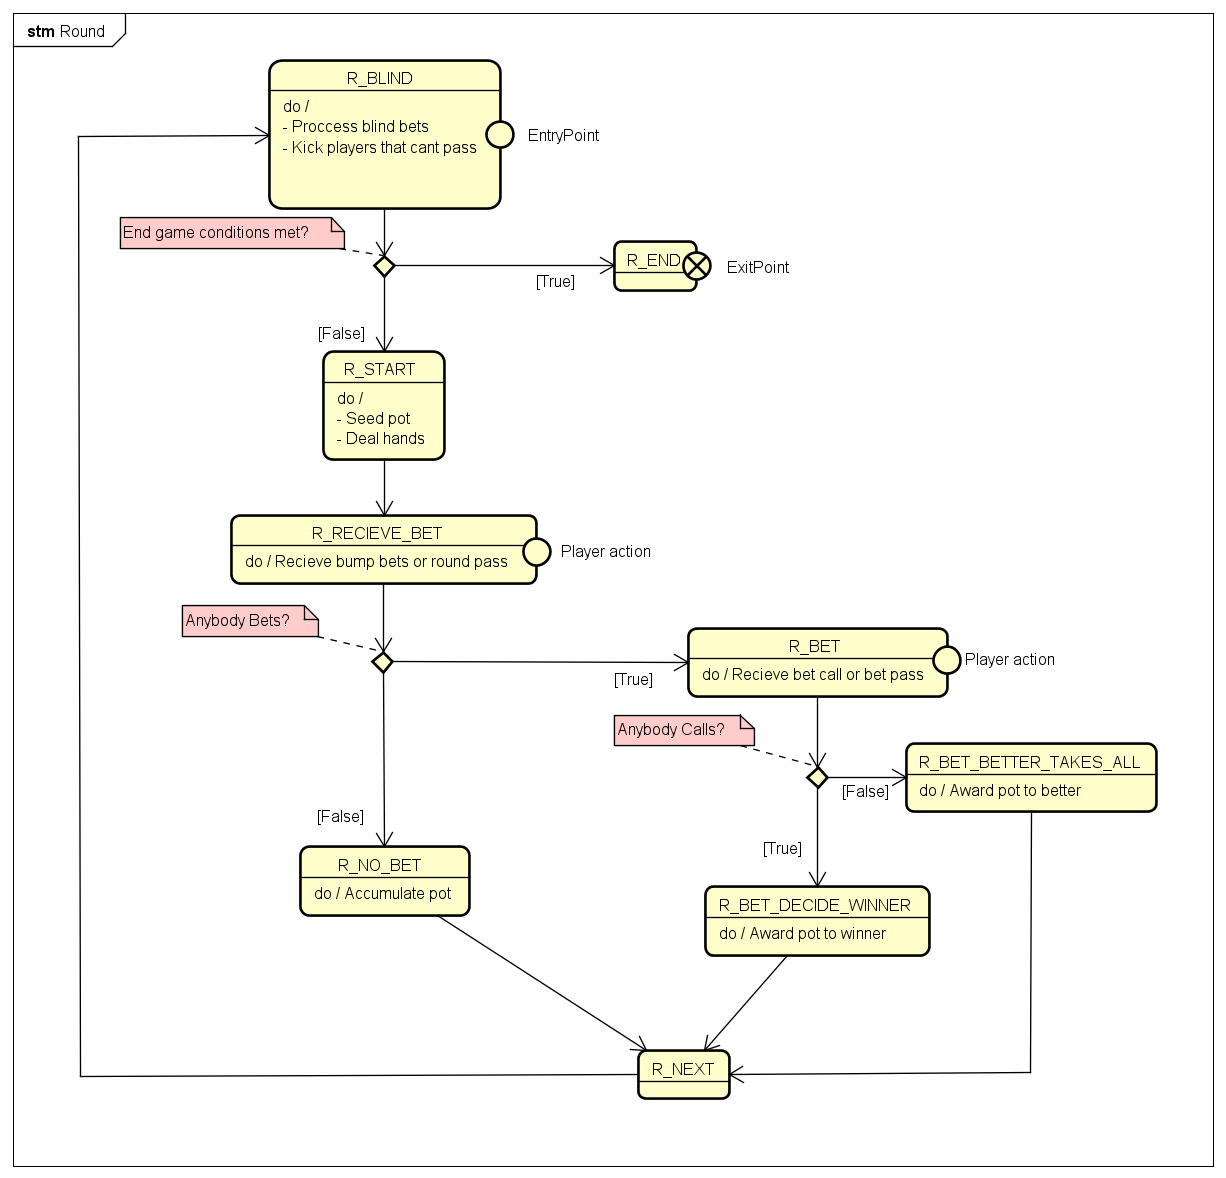 stm Round
R_BLIND
do /
- Proccess blind bets
- Kick players that cant pass
EntryPoint
End game conditions met?
R_END
ExitPoint
[True]
[False]
R_START
do /
- Seed pot
- Deal hands
R_RECIEVE_BET
do / Recieve bump bets or round pass
Player action
Anybody Bets?
[True]
R_BET
do / Recieve bet call or bet pass
Player action
Anybody Calls?
[False]
R_BET_BETTER_TAKES_ALL
do / Award pot to better
[False]
[True]
R_NO_BET
do / Accumulate pot
R_BET_DECIDE_WINNER
do / Award pot to winner
R_NEXT